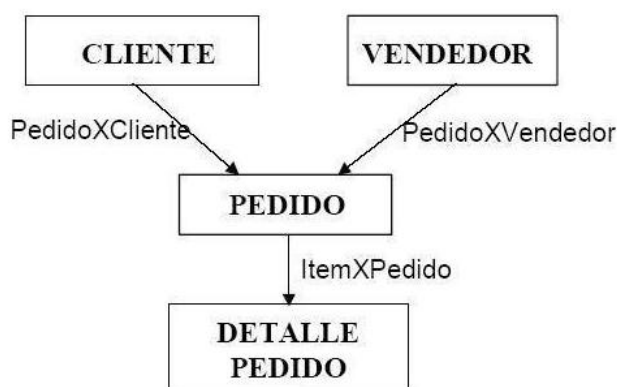 CLIENTE
VENDEDOR
PedidoXCliente
PedidoXVendedor
PEDIDO
ItemXPedido
DETALLE
PEDIDO